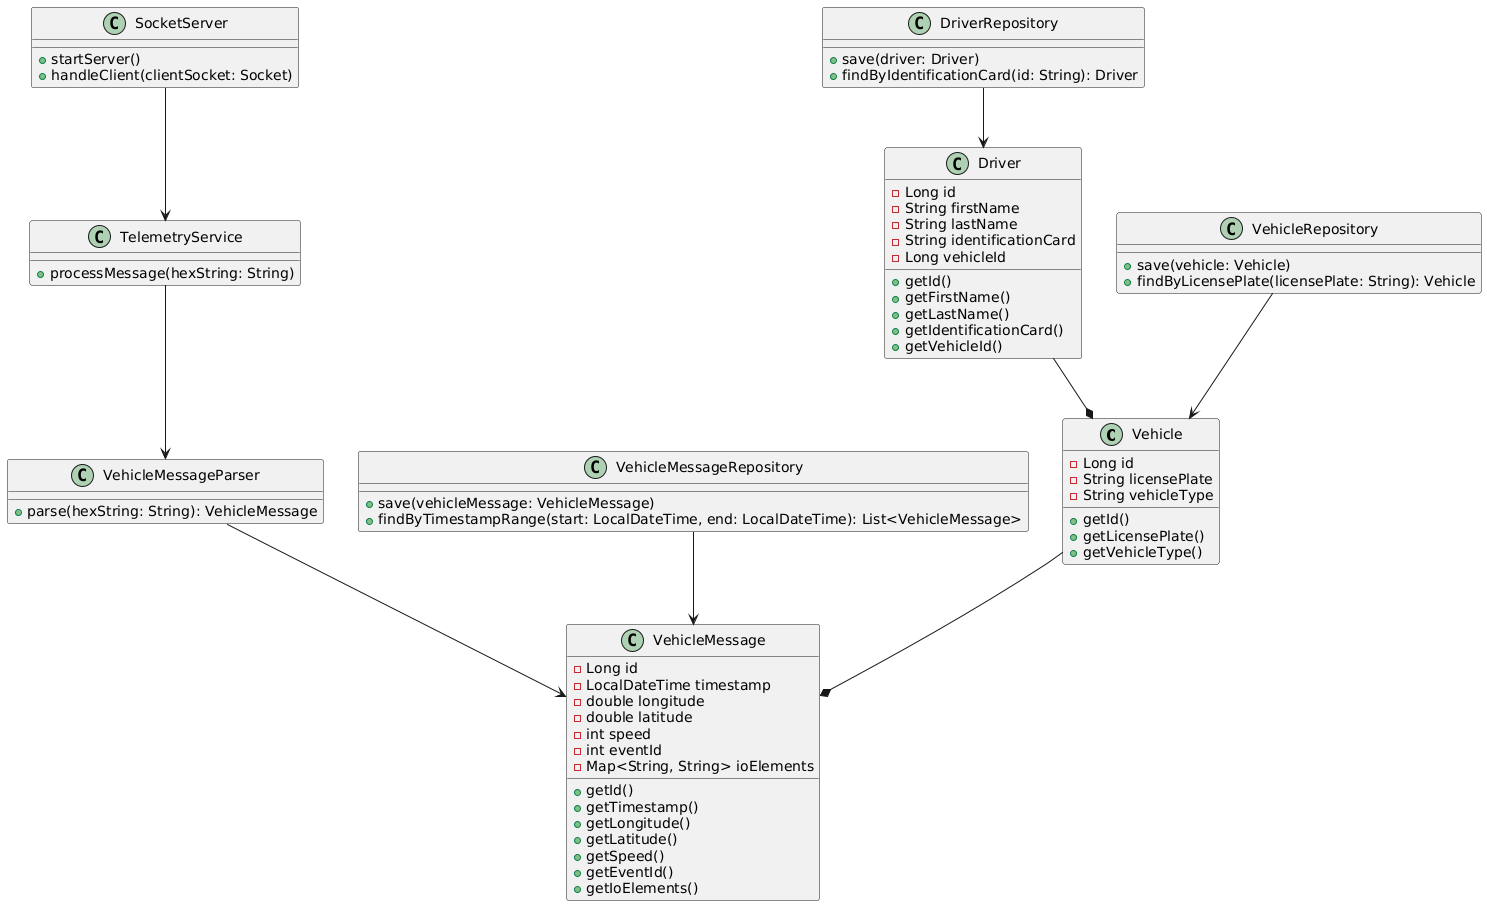 C SocketServer
startServer()
handleClient(clientSocket: Socket)
C DriverRepository
save(driver: Driver)
findByIdentificationCard(id: String): Driver
C Driver
Long id
String firstName
String lastName
String identificationCard
Long vehicleId
getId()
getFirstName()
getLastName()
getIdentificationCard()
getVehicleId()
C TelemetryService
processMessage(hexString: String)
C VehicleRepository
save(vehicle: Vehicle)
findByLicensePlate(licensePlate: String): Vehicle
C VehicleMessageParser
parse(hexString: String): VehicleMessage
C VehicleMessageRepository
save(vehicleMessage: VehicleMessage)
findByTimestampRange(start: LocalDateTime, end: LocalDateTime): List<VehicleMessage>
C Vehicle
Long id
String licensePlate
String vehicleType
getId()
getLicensePlate()
getVehicleType()
C VehicleMessage
Long id
LocalDateTime timestamp
double longitude
double latitude
int speed
int eventId
Map<String, String> ioElements
getId()
getTimestamp()
getLongitude()
getLatitude()
getSpeed()
getEventId()
getIoElements()